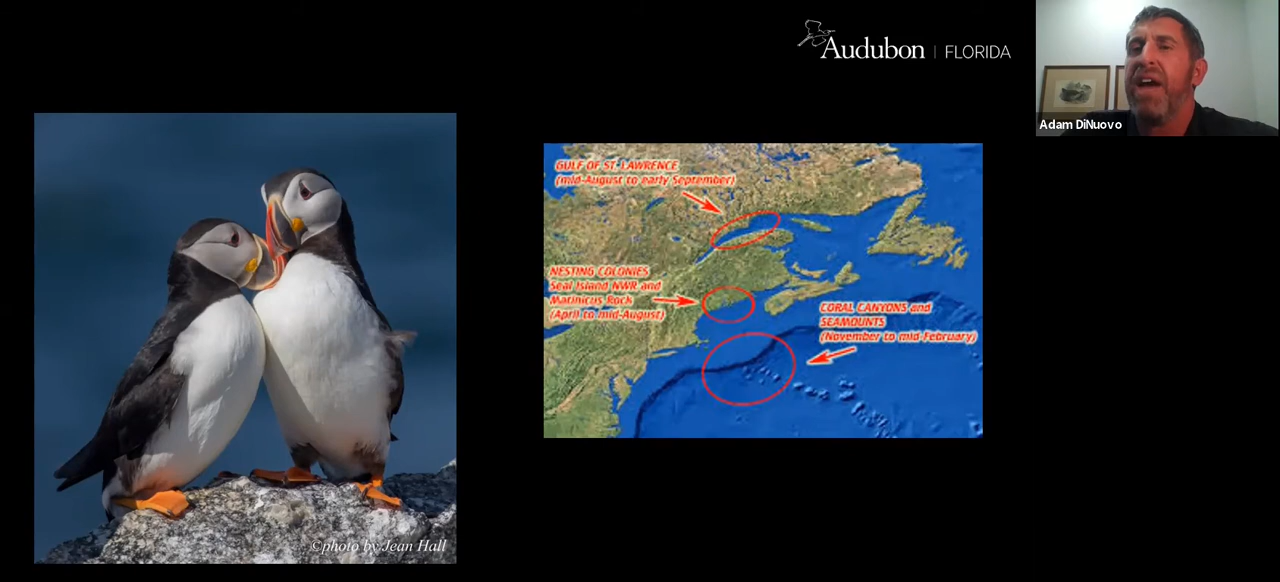 Audubon | FLORIDA
Adam DiNuovo
GULF OF ST. LAWRENCE
(mid-August to early September)
NESTING COLONIES
Seal Island NWR and
Matinicus Rock
(April to mid-August)
CORAL CANYONS and
SEAMOUNTS
(November to mid-February)
©photo by Jean Hall